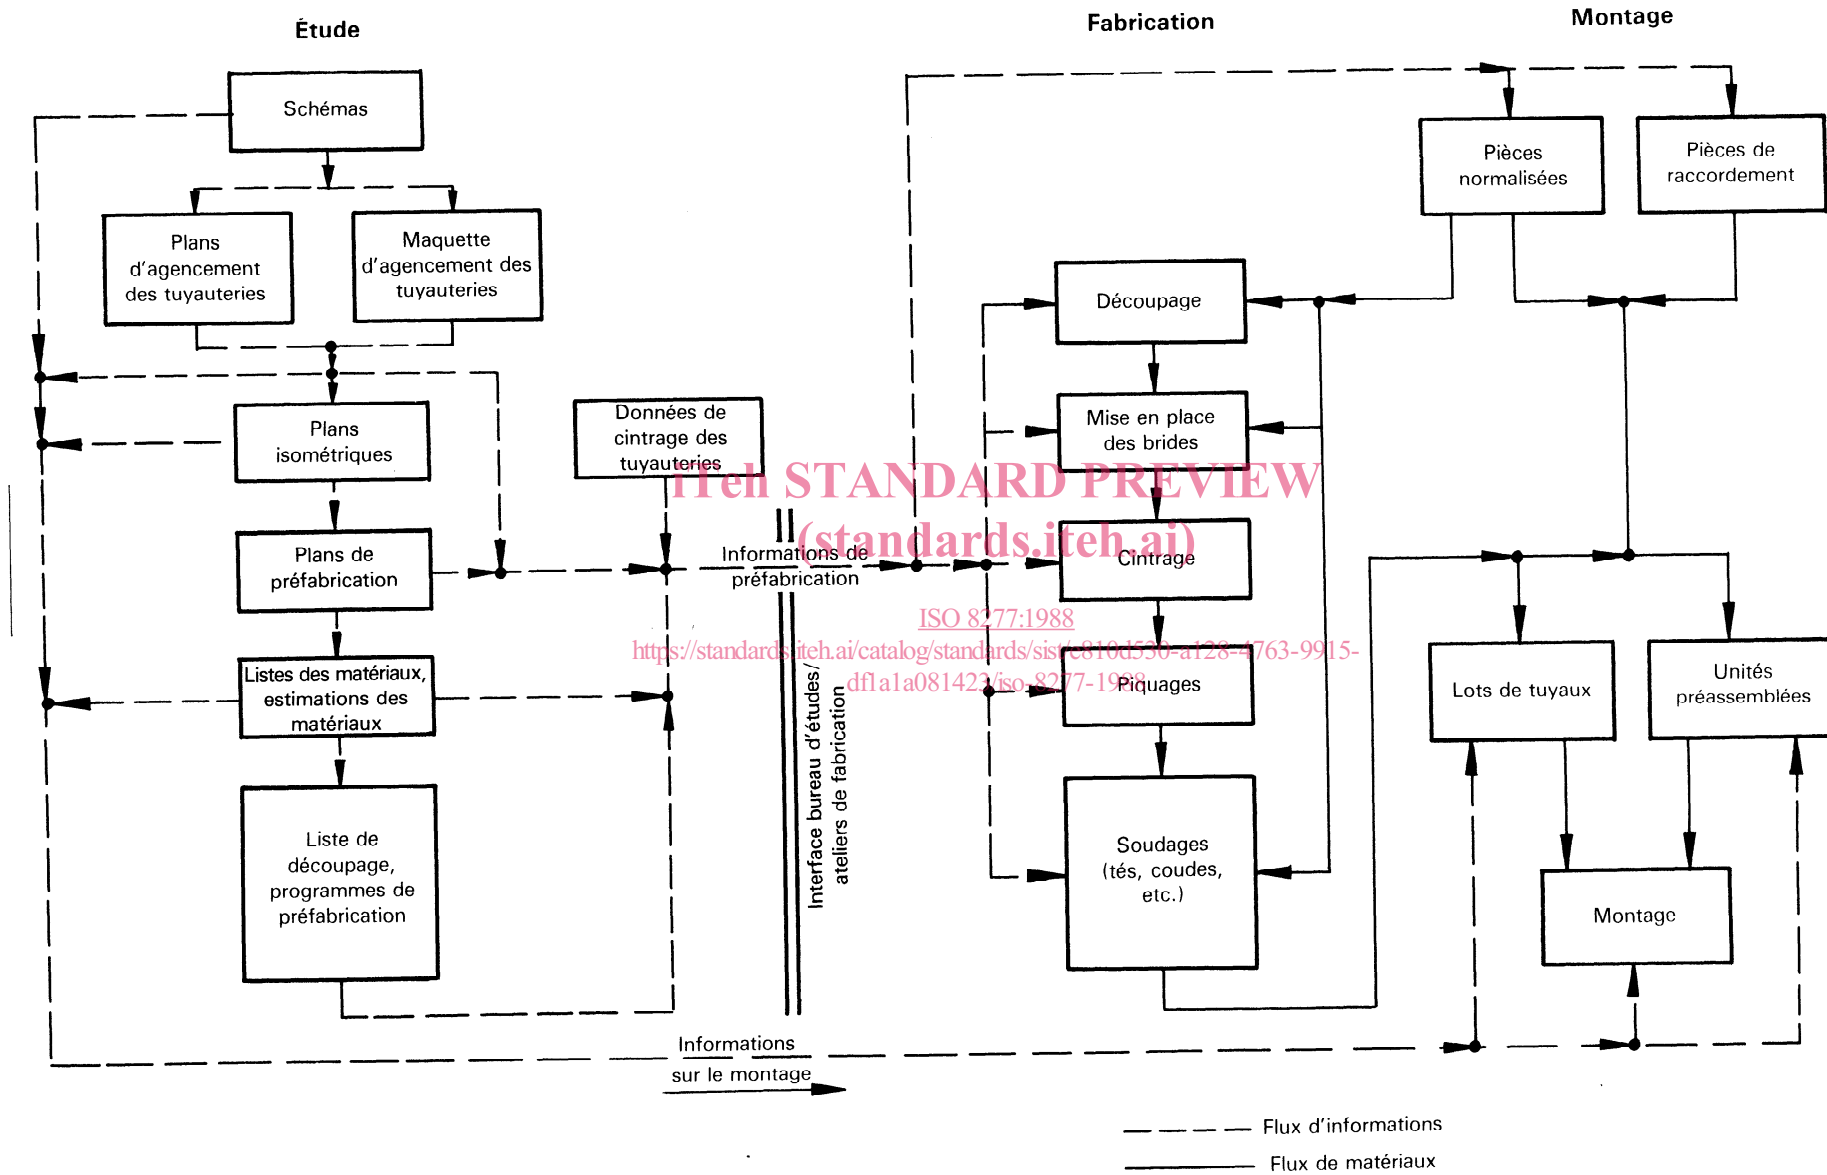 Étude
Fabrication
Montage
Schémas
Plans
d'agencement
des tuyauteries
Maquette
d'agencement des
tuyauteries
Plans
isométriques
Données de
cintrage des
tuyauteries
Plans de
préfabrication
Listes des matériaux,
estimations des
matériaux
Liste de
découpage,
programmes de
préfabrication
Informations de
préfabrication
Interface bureau d'études/
ateliers de fabrication
Pièces
normalisées
Pièces de
raccordement
Découpage
Mise en place
des brides
Cintrage
Piquages
Soudages
(tés, coudes,
etc.)
Lots de tuyaux
Unités
préassemblées
Montage
Informations
sur le montage
Flux d'informations
Flux de matériaux
iTeh STANDARD PREVIEW
(standards.iteh.ai)
ISO 8277:1988
https://standards.iteh.ai/catalog/standards/sist/c810d530-a128-4763-9915-
df1a1a081423/iso-8277-1988